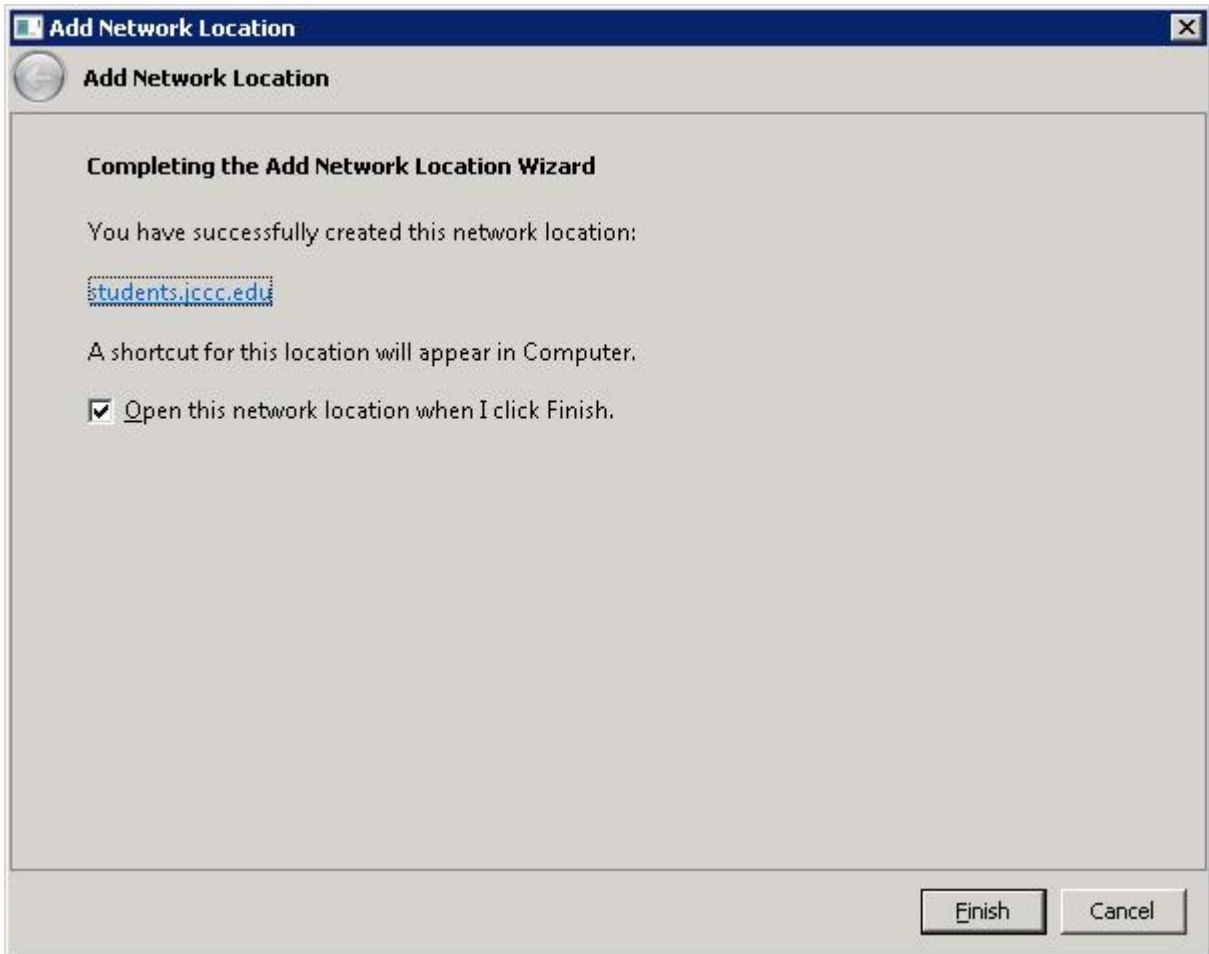 Add Network Location
Add Network Location
Completing the Add Network Location Wizard
You have successfully created this network location:
students.jccc.edu
A shortcut for this location will appear in Computer.
Open this network location when I click Finish.
Finish Cancel